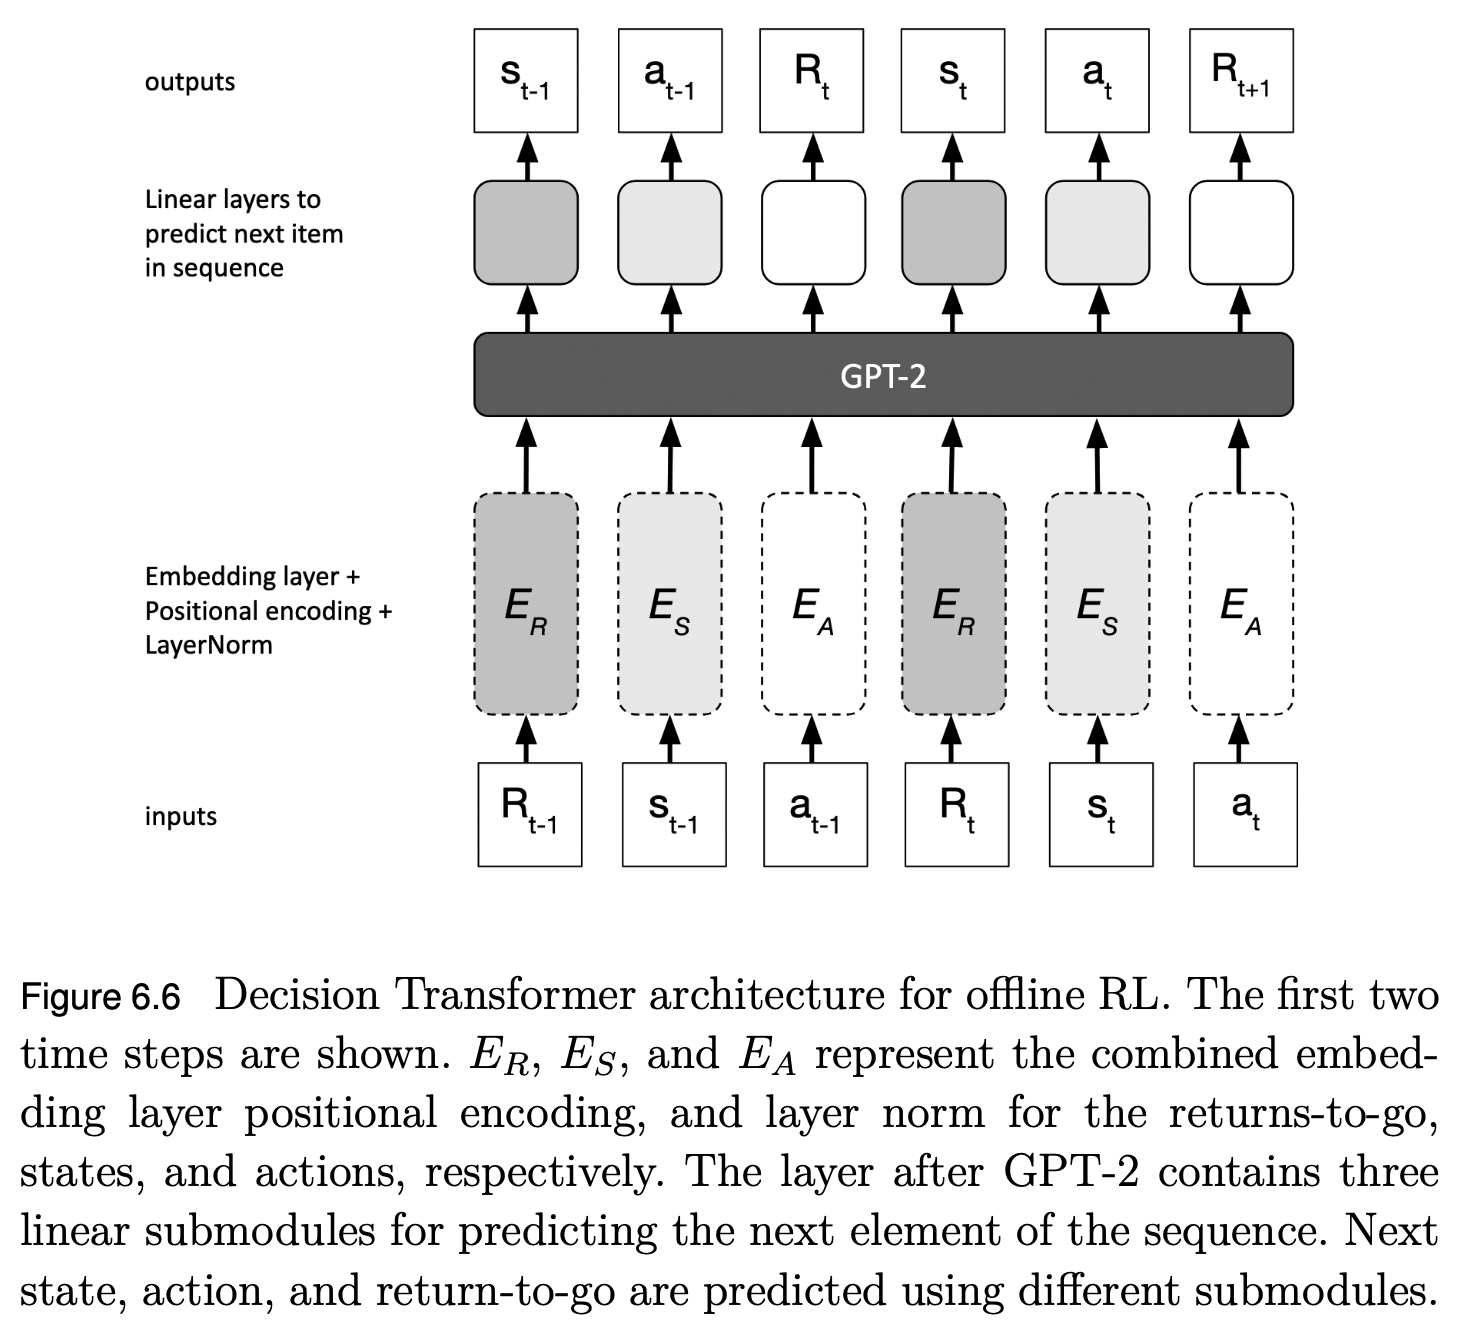 outputs
s_{t-1} a_{t-1} R_t s_t a_t R_{t+1}
Linear layers to
predict next item
in sequence
GPT-2
Embedding layer +
Positional encoding +
LayerNorm
E_R E_S E_A E_R E_S E_A
inputs
R_{t-1} s_{t-1} a_{t-1} R_t s_t a_t
Figure 6.6 Decision Transformer architecture for offline RL. The first two
time steps are shown. E_R, E_S, and E_A represent the combined embed-
ding layer positional encoding, and layer norm for the returns-to-go,
states, and actions, respectively. The layer after GPT-2 contains three
linear submodules for predicting the next element of the sequence. Next
state, action, and return-to-go are predicted using different submodules.